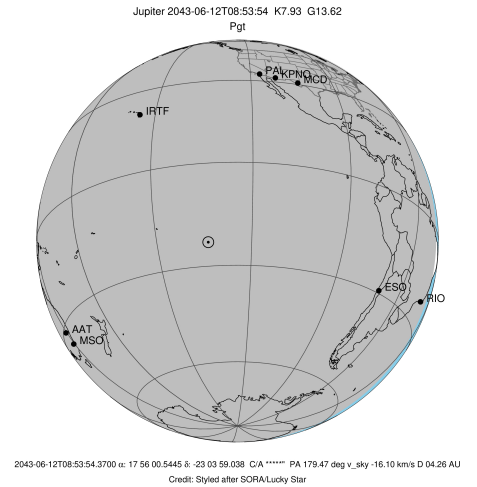 Jupiter 2043-06-12T08:53:54 K7.93 G13.62
Pgt
PAL
KPNO
MCD
IRTF
ESO
RIO
AAT
MSO
2043-06-12T08:53:54.3700 α: 17 56 00.5445 δ: -23 03 59.038 C/A *****" PA 179.47 deg v_sky -16.10 km/s D 04.26 AU
Credit: Styled after SORA/Lucky Star